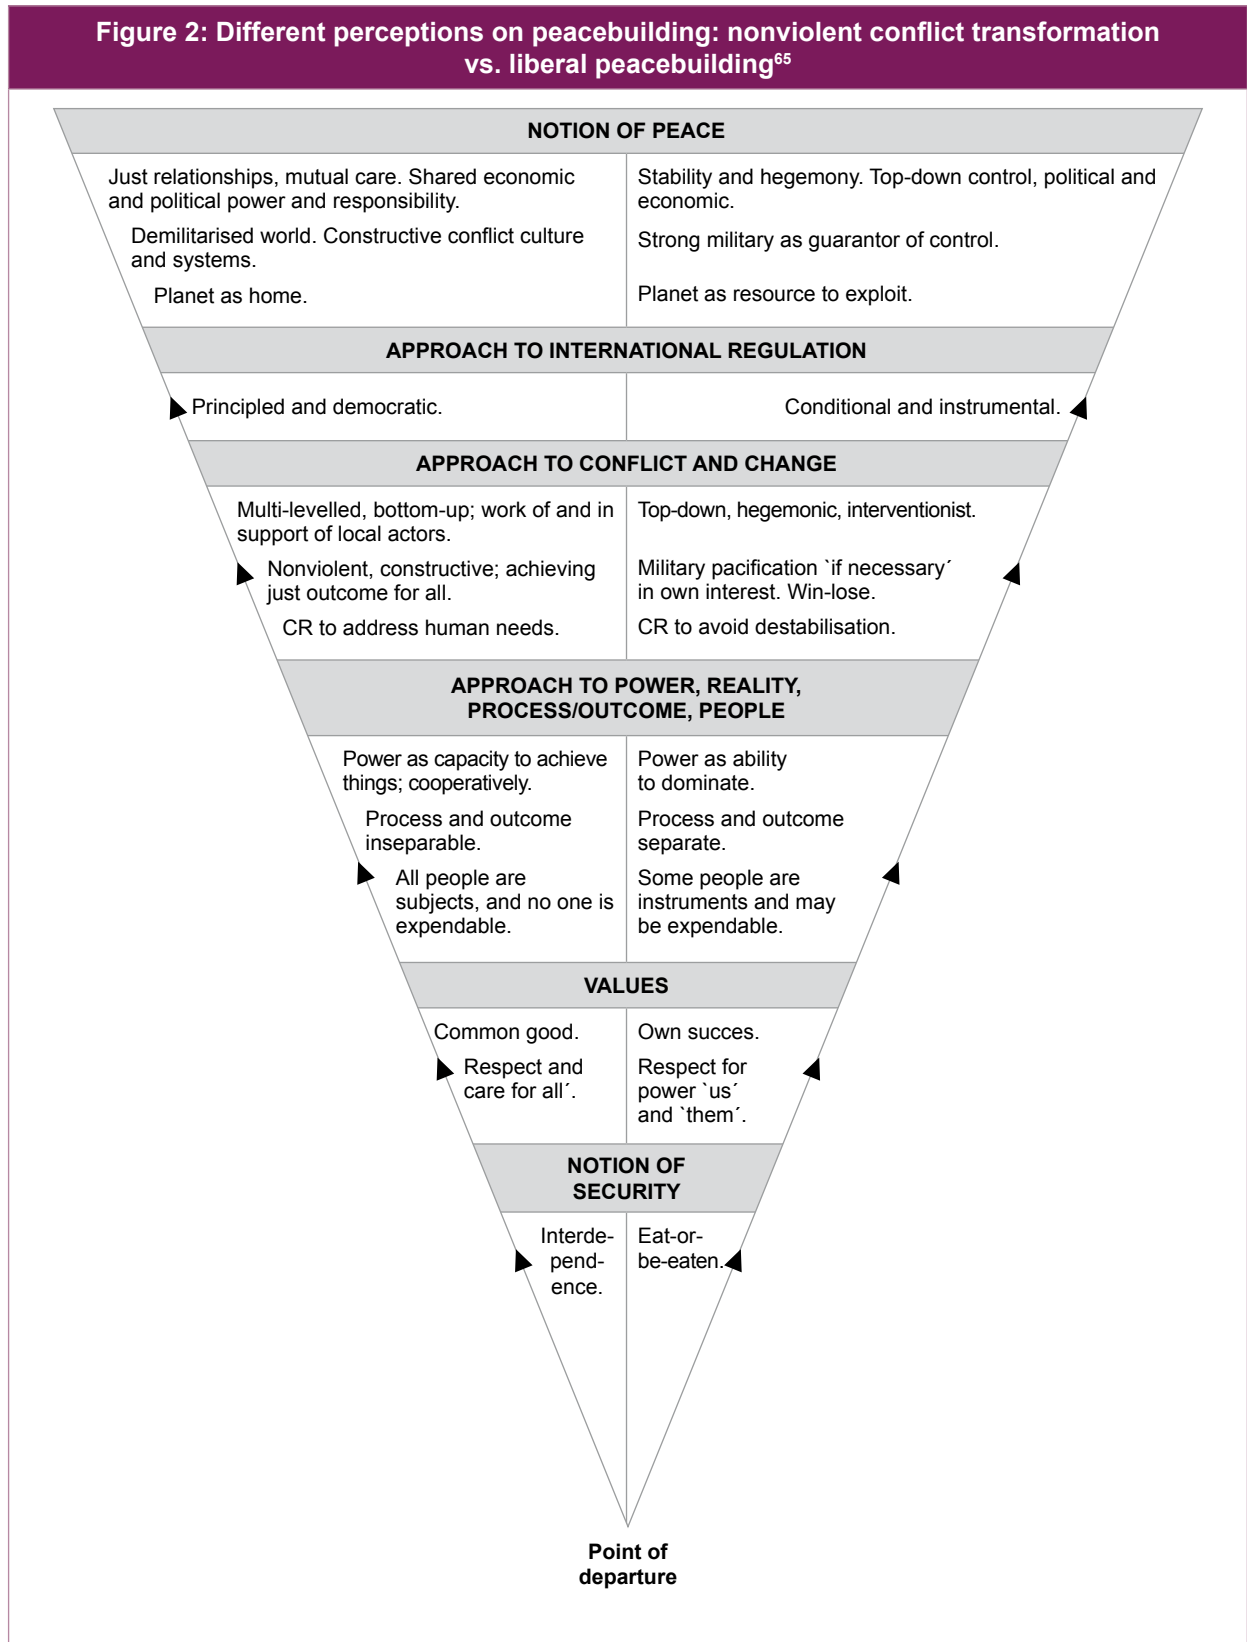 Figure 2: Different perceptions on peacebuilding: nonviolent conflict transformation
vs. liberal peacebuilding65
NOTION OF PEACE
Just relationships, mutual care. Shared economic
and political power and responsibility.
Demilitarised world. Constructive conflict culture
and systems.
Planet as home.
Stability and hegemony. Top-down control, political and
economic.
Strong military as guarantor of control.
Planet as resource to exploit.
APPROACH TO INTERNATIONAL REGULATION
Principled and democratic.
Conditional and instrumental.
APPROACH TO CONFLICT AND CHANGE
Multi-levelled, bottom-up; work of and in
support of local actors.
Nonviolent, constructive; achieving
just outcome for all.
CR to address human needs.
Top-down, hegemonic, interventionist.
Military pacification `if necessary´
in own interest. Win-lose.
CR to avoid destabilisation.
APPROACH TO POWER, REALITY,
PROCESS/OUTCOME, PEOPLE
Power as capacity to achieve
things; cooperatively.
Process and outcome
inseparable.
All people are
subjects, and no one is
expendable.
Power as ability
to dominate.
Process and outcome
separate.
Some people are
instruments and may
be expendable.
VALUES
Common good.
Respect and
care for all´.
Own succes.
Respect for
power `us´
and `them´.
NOTION OF
SECURITY
Interde-
pend-
ence.
Eat-or-
be-eaten.
Point of
departure